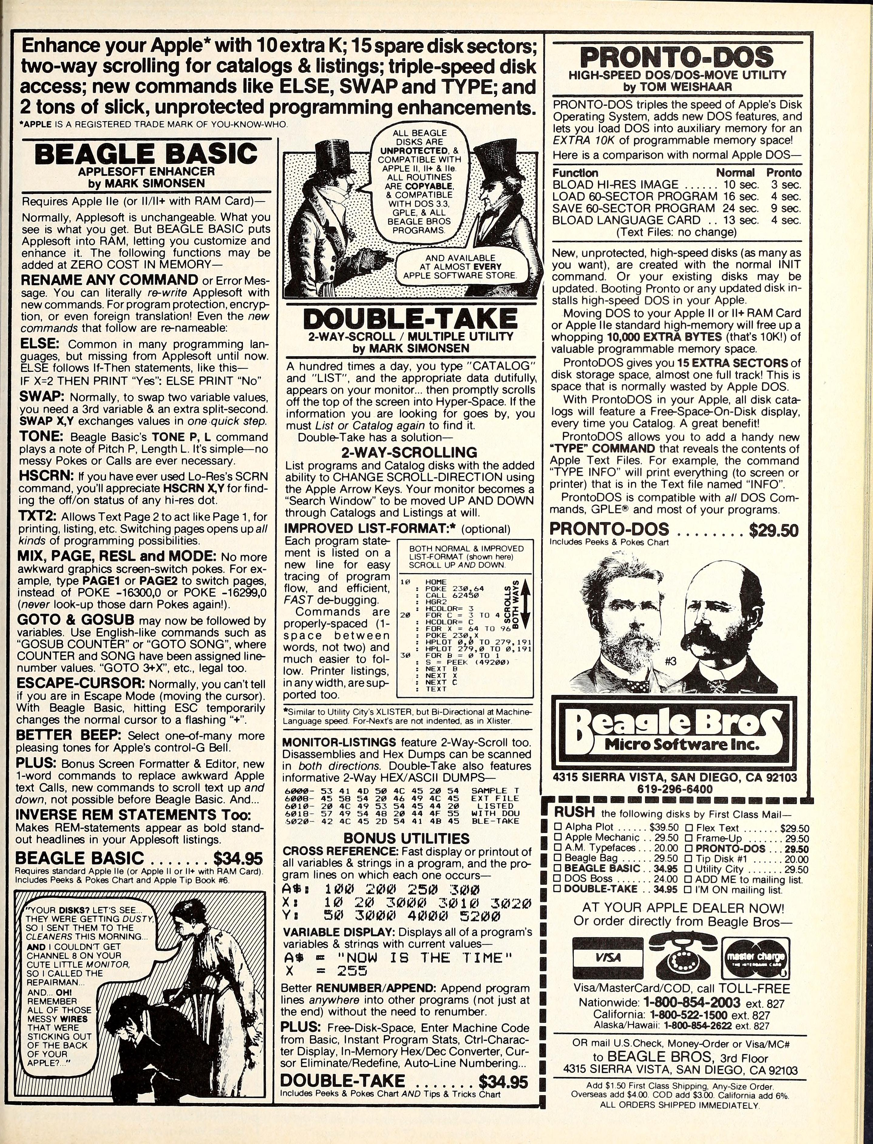 Enhance your Apple* with 10 extra K; 15 spare disk sectors;
two-way scrolling for catalogs & listings; triple-speed disk
access; new commands like ELSE, SWAP and TYPE; and
2 tons of slick, unprotected programming enhancements.
*APPLE IS A REGISTERED TRADE MARK OF YOU-KNOW-WHO.
BEAGLE BASIC
APPLESOFT ENHANCER
by MARK SIMONSEN
Requires Apple IIe (or II/II+ with RAM Card)—
Normally, Applesoft is unchangeable. What you
see is what you get. But BEAGLE BASIC puts
Applesoft into RAM, letting you customize and
enhance it. The following functions may be
added at ZERO COST IN MEMORY—
RENAME ANY COMMAND or Error Mes-
sage. You can literally re-write Applesoft with
new commands. For program protection, encryp-
tion, or even foreign translation! Even the new
commands that follow are re-nameable:
ELSE: Common in many programming lan-
guages, but missing from Applesoft until now.
ELSE follows If-Then statements, like this—
IF X=2 THEN PRINT "Yes": ELSE PRINT "No"
SWAP: Normally, to swap two variable values,
you need a 3rd variable & an extra split-second.
SWAP X,Y exchanges values in one quick step.
TONE: Beagle Basic's TONE P, L command
plays a note of Pitch P, Length L. It's simple—no
messy Pokes or Calls are ever necessary.
HSCRN: If you have ever used Lo-Res's SCRN
command, you'll appreciate HSCRN X,Y for find-
ing the off/on status of any hi-res dot.
TXT2: Allows Text Page 2 to act like Page 1, for
printing, listing, etc. Switching pages opens up all
kinds of programming possibilities.
MIX, PAGE, RESL and MODE: No more
awkward graphics screen-switch pokes. For ex-
ample, type PAGE1 or PAGE2 to switch pages,
instead of POKE -16300,0 or POKE -16299,0
(never look-up those darn Pokes again!).
GOTO & GOSUB may now be followed by
variables. Use English-like commands such as
"GOSUB COUNTER" or "GOTO SONG", where
COUNTER and SONG have been assigned line-
number values. "GOTO 3+X", etc., legal too.
ESCAPE-CURSOR: Normally, you can't tell
if you are in Escape Mode (moving the cursor).
With Beagle Basic, hitting ESC temporarily
changes the normal cursor to a flashing "+".
BETTER BEEP: Select one-of-many more
pleasing tones for Apple's control-G Bell.
PLUS: Bonus Screen Formatter & Editor, new
1-word commands to replace awkward Apple
text Calls, new commands to scroll text up and
down, not possible before Beagle Basic. And...
INVERSE REM STATEMENTS Too:
Makes REM-statements appear as bold stand-
out headlines in your Applesoft listings.
BEAGLE BASIC ....... $34.95
Requires standard Apple IIe (or Apple II or II+ with RAM Card).
Includes Peeks & Pokes Chart and Apple Tip Book #6.
"YOUR DISKS? LET'S SEE...
THEY WERE GETTING DUSTY,
SO I SENT THEM TO THE
CLEANERS THIS MORNING...
AND I COULDN'T GET
CHANNEL 8 ON YOUR
CUTE LITTLE MONITOR,
SO I CALLED THE
REPAIRMAN...
AND... OH!
REMEMBER
ALL OF THOSE
MESSY WIRES
THAT WERE
STICKING OUT
OF THE BACK
OF YOUR
APPLE?..."
ALL BEAGLE
DISKS ARE
UNPROTECTED, &
COMPATIBLE WITH
APPLE II, II+ & IIe.
ALL ROUTINES
ARE COPYABLE,
& COMPATIBLE
WITH DOS 3.3,
GPLE, & ALL
BEAGLE BROS
PROGRAMS.
AND AVAILABLE
AT ALMOST EVERY
APPLE SOFTWARE STORE.
DOUBLE-TAKE
2-WAY-SCROLL / MULTIPLE UTILITY
by MARK SIMONSEN
A hundred times a day, you type "CATALOG"
and "LIST", and the appropriate data dutifully,
appears on your monitor... then promptly scrolls
off the top of the screen into Hyper-Space. If the
information you are looking for goes by, you
must List or Catalog again to find it.
Double-Take has a solution—
2-WAY-SCROLLING
List programs and Catalog disks with the added
ability to CHANGE SCROLL-DIRECTION using
the Apple Arrow Keys. Your monitor becomes a
"Search Window" to be moved UP AND DOWN
through Catalogs and Listings at will.
IMPROVED LIST-FORMAT:* (optional)
Each program state-
ment is listed on a
new line for easy
tracing of program
flow, and efficient,
FAST de-bugging.
Commands are
properly-spaced (1-
space between
words, not two) and
much easier to fol-
low. Printer listings,
in any width, are sup-
ported too.
BOTH NORMAL & IMPROVED
LIST-FORMAT (shown here)
SCROLL UP AND DOWN.
10 HOME
: POKE 230,64
: CALL 62450
: HGR2
: HCOLOR= 3
20 FOR C = 3 TO 4
: HCOLOR= C
: FOR X = 64 TO 96
: POKE 230,X
: HPLOT 0,0 TO 279,191
: HPLOT 279,0 TO 0,191
30 FOR B = 0 TO 1
: S = PEEK (49200)
: NEXT B
: NEXT X
: NEXT C
: TEXT
SCROLLS
BOTH WAYS
*Similar to Utility City's XLISTER, but Bi-Directional at Machine-
Language speed. For-Next's are not indented, as in Xlister.
MONITOR-LISTINGS feature 2-Way-Scroll too.
Disassemblies and Hex Dumps can be scanned
in both directions. Double-Take also features
informative 2-Way HEX/ASCII DUMPS—
6000- 53 41 4D 50 4C 45 20 54 SAMPLE T
6008- 45 58 54 20 46 49 4C 45 EXT FILE
6010- 20 4C 49 53 54 45 44 20 LISTED
6018- 57 49 54 48 20 44 4F 55 WITH DOU
6020- 42 4C 45 2D 54 41 4B 45 BLE-TAKE
BONUS UTILITIES
CROSS REFERENCE: Fast display or printout of
all variables & strings in a program, and the pro-
gram lines on which each one occurs—
A$: 100 200 250 300
X: 10 20 3000 3010 3020
Y: 50 3000 4000 5200
VARIABLE DISPLAY: Displays all of a program's
variables & strings with current values—
A$ = "NOW IS THE TIME"
X = 255
Better RENUMBER/APPEND: Append program
lines anywhere into other programs (not just at
the end) without the need to renumber.
PLUS: Free-Disk-Space, Enter Machine Code
from Basic, Instant Program Stats, Ctrl-Charac-
ter Display, In-Memory Hex/Dec Converter, Cur-
sor Eliminate/Redefine, Auto-Line Numbering...
DOUBLE-TAKE ....... $34.95
Includes Peeks & Pokes Chart AND Tips & Tricks Chart
PRONTO-DOS
HIGH-SPEED DOS/DOS-MOVE UTILITY
by TOM WEISHAAR
PRONTO-DOS triples the speed of Apple's Disk
Operating System, adds new DOS features, and
lets you load DOS into auxiliary memory for an
EXTRA 10K of programmable memory space!
Here is a comparison with normal Apple DOS—
Function Normal Pronto
BLOAD HI-RES IMAGE ...... 10 sec. 3 sec.
LOAD 60-SECTOR PROGRAM 16 sec. 4 sec.
SAVE 60-SECTOR PROGRAM 24 sec. 9 sec.
BLOAD LANGUAGE CARD .. 13 sec. 4 sec.
(Text Files: no change)
New, unprotected, high-speed disks (as many as
you want), are created with the normal INIT
command. Or your existing disks may be
updated. Booting Pronto or any updated disk in-
stalls high-speed DOS in your Apple.
Moving DOS to your Apple II or II+ RAM Card
or Apple IIe standard high-memory will free up a
whopping 10,000 EXTRA BYTES (that's 10K!) of
valuable programmable memory space.
ProntoDOS gives you 15 EXTRA SECTORS of
disk storage space, almost one full track! This is
space that is normally wasted by Apple DOS.
With ProntoDOS in your Apple, all disk cata-
logs will feature a Free-Space-On-Disk display,
every time you Catalog. A great benefit!
ProntoDOS allows you to add a handy new
"TYPE" COMMAND that reveals the contents of
Apple Text Files. For example, the command
"TYPE INFO" will print everything (to screen or
printer) that is in the Text file named "INFO".
ProntoDOS is compatible with all DOS Com-
mands, GPLE® and most of your programs.
PRONTO-DOS ........ $29.50
Includes Peeks & Pokes Chart
#3
Beagle Bros
Micro Software Inc.
4315 SIERRA VISTA, SAN DIEGO, CA 92103
619-296-6400
RUSH the following disks by First Class Mail—
☐ Alpha Plot ...... $39.50 ☐ Flex Text ....... $29.50
☐ Apple Mechanic . 29.50 ☐ Frame-Up ....... 29.50
☐ A.M. Typefaces ... 20.00 ☐ PRONTO-DOS . 29.50
☐ Beagle Bag ...... 29.50 ☐ Tip Disk #1 ..... 20.00
☐ BEAGLE BASIC . 34.95 ☐ Utility City ....... 29.50
☐ DOS Boss ....... 24.00 ☐ ADD ME to mailing list.
☐ DOUBLE-TAKE .. 34.95 ☐ I'M ON mailing list.
AT YOUR APPLE DEALER NOW!
Or order directly from Beagle Bros—
VISA
master charge
THE INTERBANK CARD
Visa/MasterCard/COD, call TOLL-FREE
Nationwide: 1-800-854-2003 ext. 827
California: 1-800-522-1500 ext. 827
Alaska/Hawaii: 1-800-854-2622 ext. 827
OR mail U.S.Check, Money-Order or Visa/MC#
to BEAGLE BROS, 3rd Floor
4315 SIERRA VISTA, SAN DIEGO, CA 92103
Add $1.50 First Class Shipping, Any-Size Order.
Overseas add $4.00. COD add $3.00. California add 6%.
ALL ORDERS SHIPPED IMMEDIATELY.